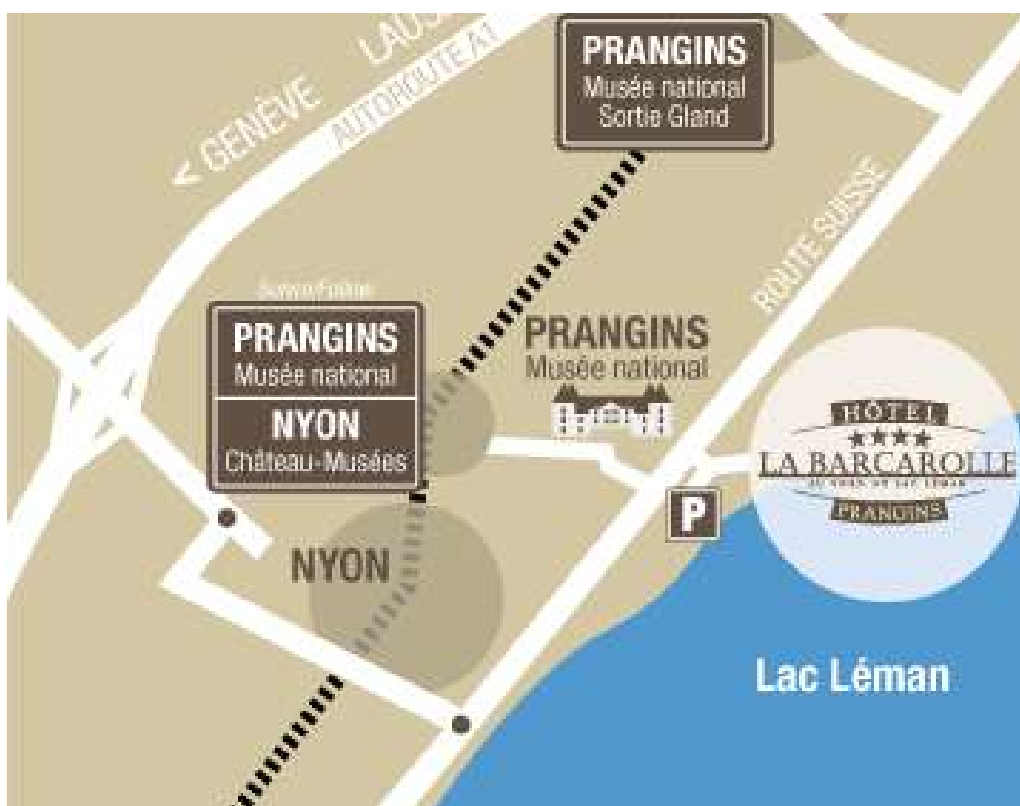 LAUS
AUTOROUTE A1
< GENÈVE
PRANGINS
Musée national
Sortie Gland
ROUTE SUISSE
PRANGINS
Musée national
NYON
Château-Musées
PRANGINS
Musée national
HÔTEL
★★★★
LA BARCAROLLE
PRANGINS
P
NYON
Lac Léman